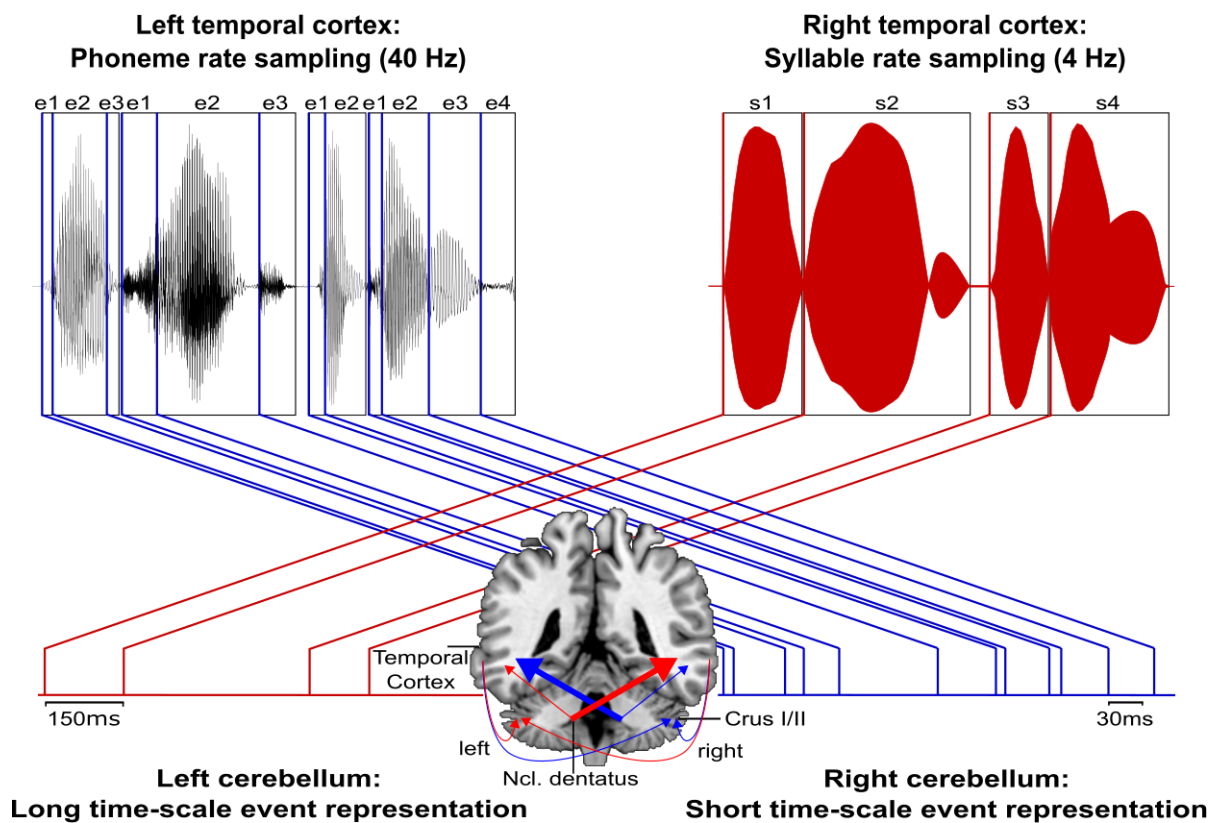 Left temporal cortex:
Phoneme rate sampling (40 Hz)
Right temporal cortex:
Syllable rate sampling (4 Hz)
e1 e2 e3 e1 e2 e3 e1 e2 e1 e2 e3 e4
s1 s2 s3 s4
Temporal
Cortex
150ms
30ms
Crus I/II
left
right
Ncl. dentatus
Left cerebellum:
Long time-scale event representation
Right cerebellum:
Short time-scale event representation